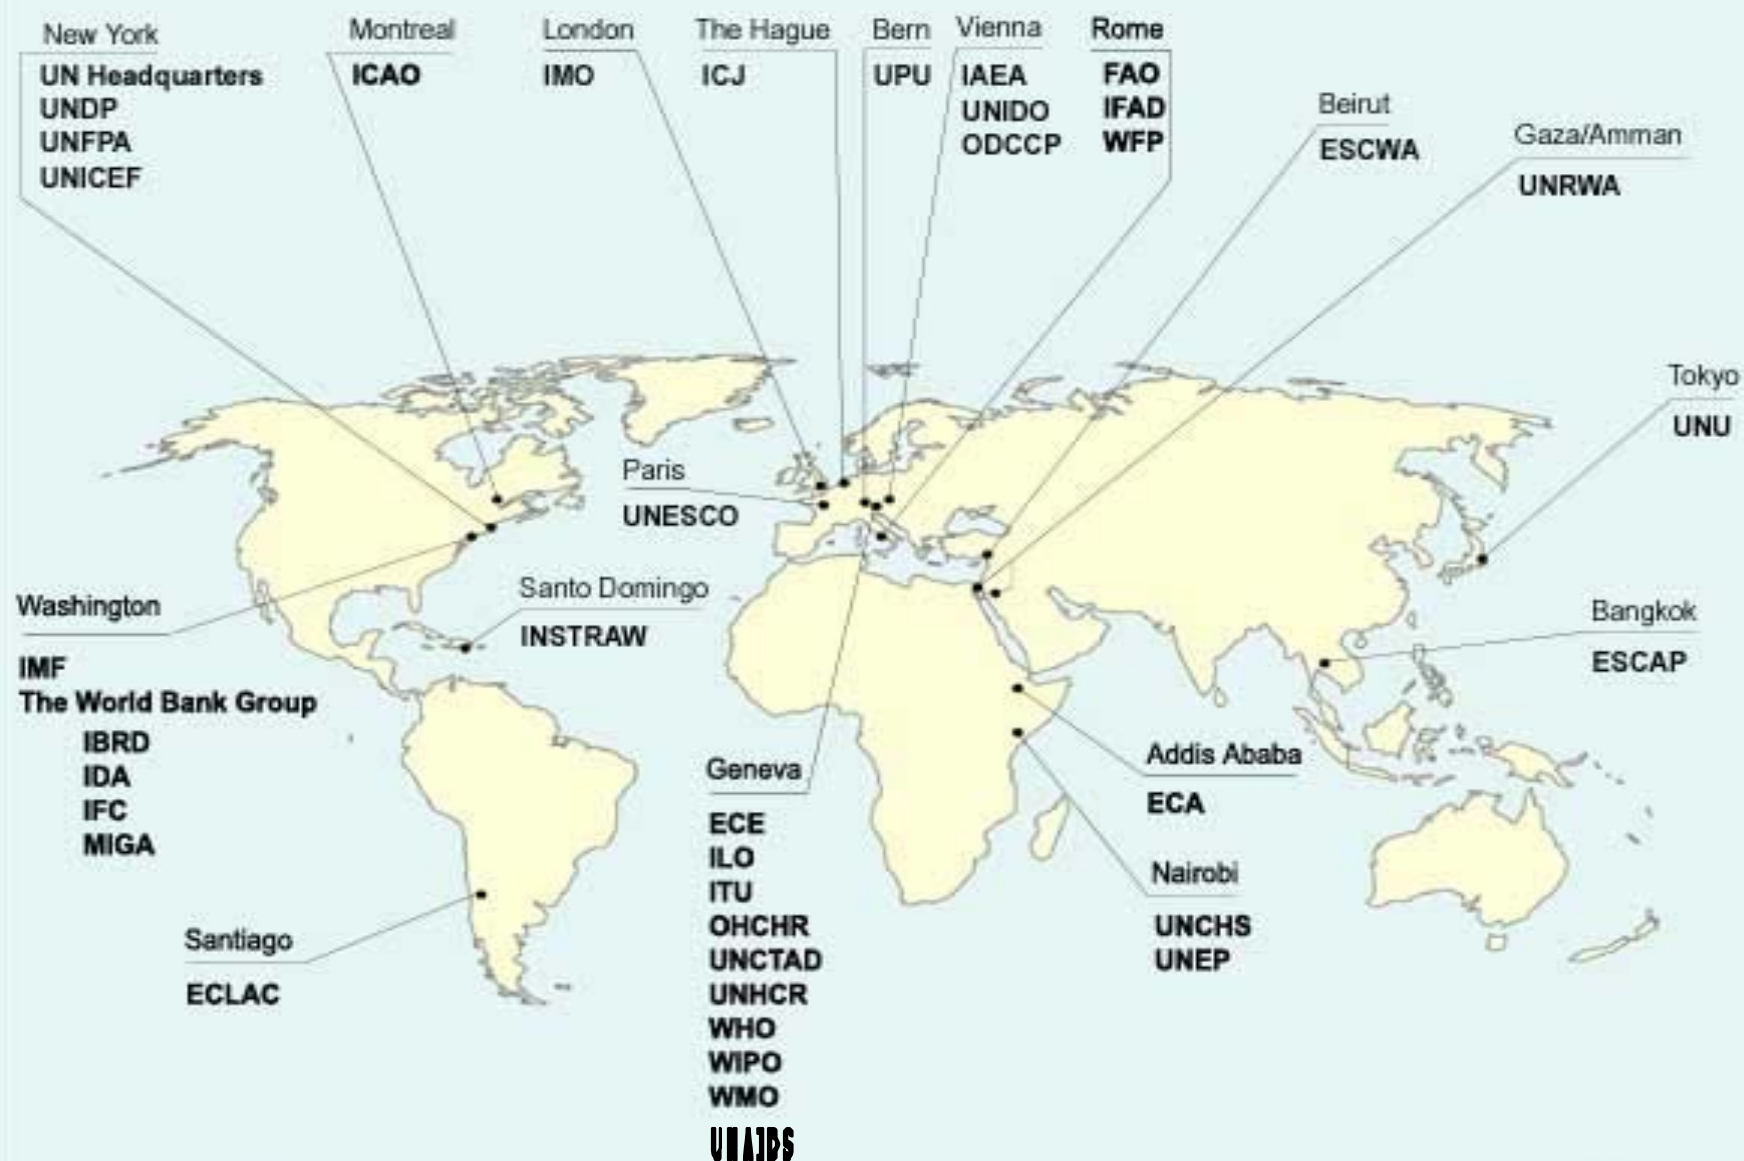 New York
UN Headquarters
UNDP
UNFPA
UNICEF
Montreal
ICAO
London
IMO
The Hague
ICJ
Bern
UPU
Vienna
IAEA
UNIDO
ODCCP
Rome
FAO
IFAD
WFP
Beirut
ESCWA
Gaza/Amman
UNRWA
Tokyo
UNU
Paris
UNESCO
Washington
IMF
The World Bank Group
IBRD
IDA
IFC
MIGA
Santo Domingo
INSTRAW
Bangkok
ESCAP
Geneva
ECE
ILO
ITU
OHCHR
UNCTAD
UNHCR
WHO
WIPO
WMO
UNAIDS
Addis Ababa
ECA
Nairobi
UNCHS
UNEP
Santiago
ECLAC